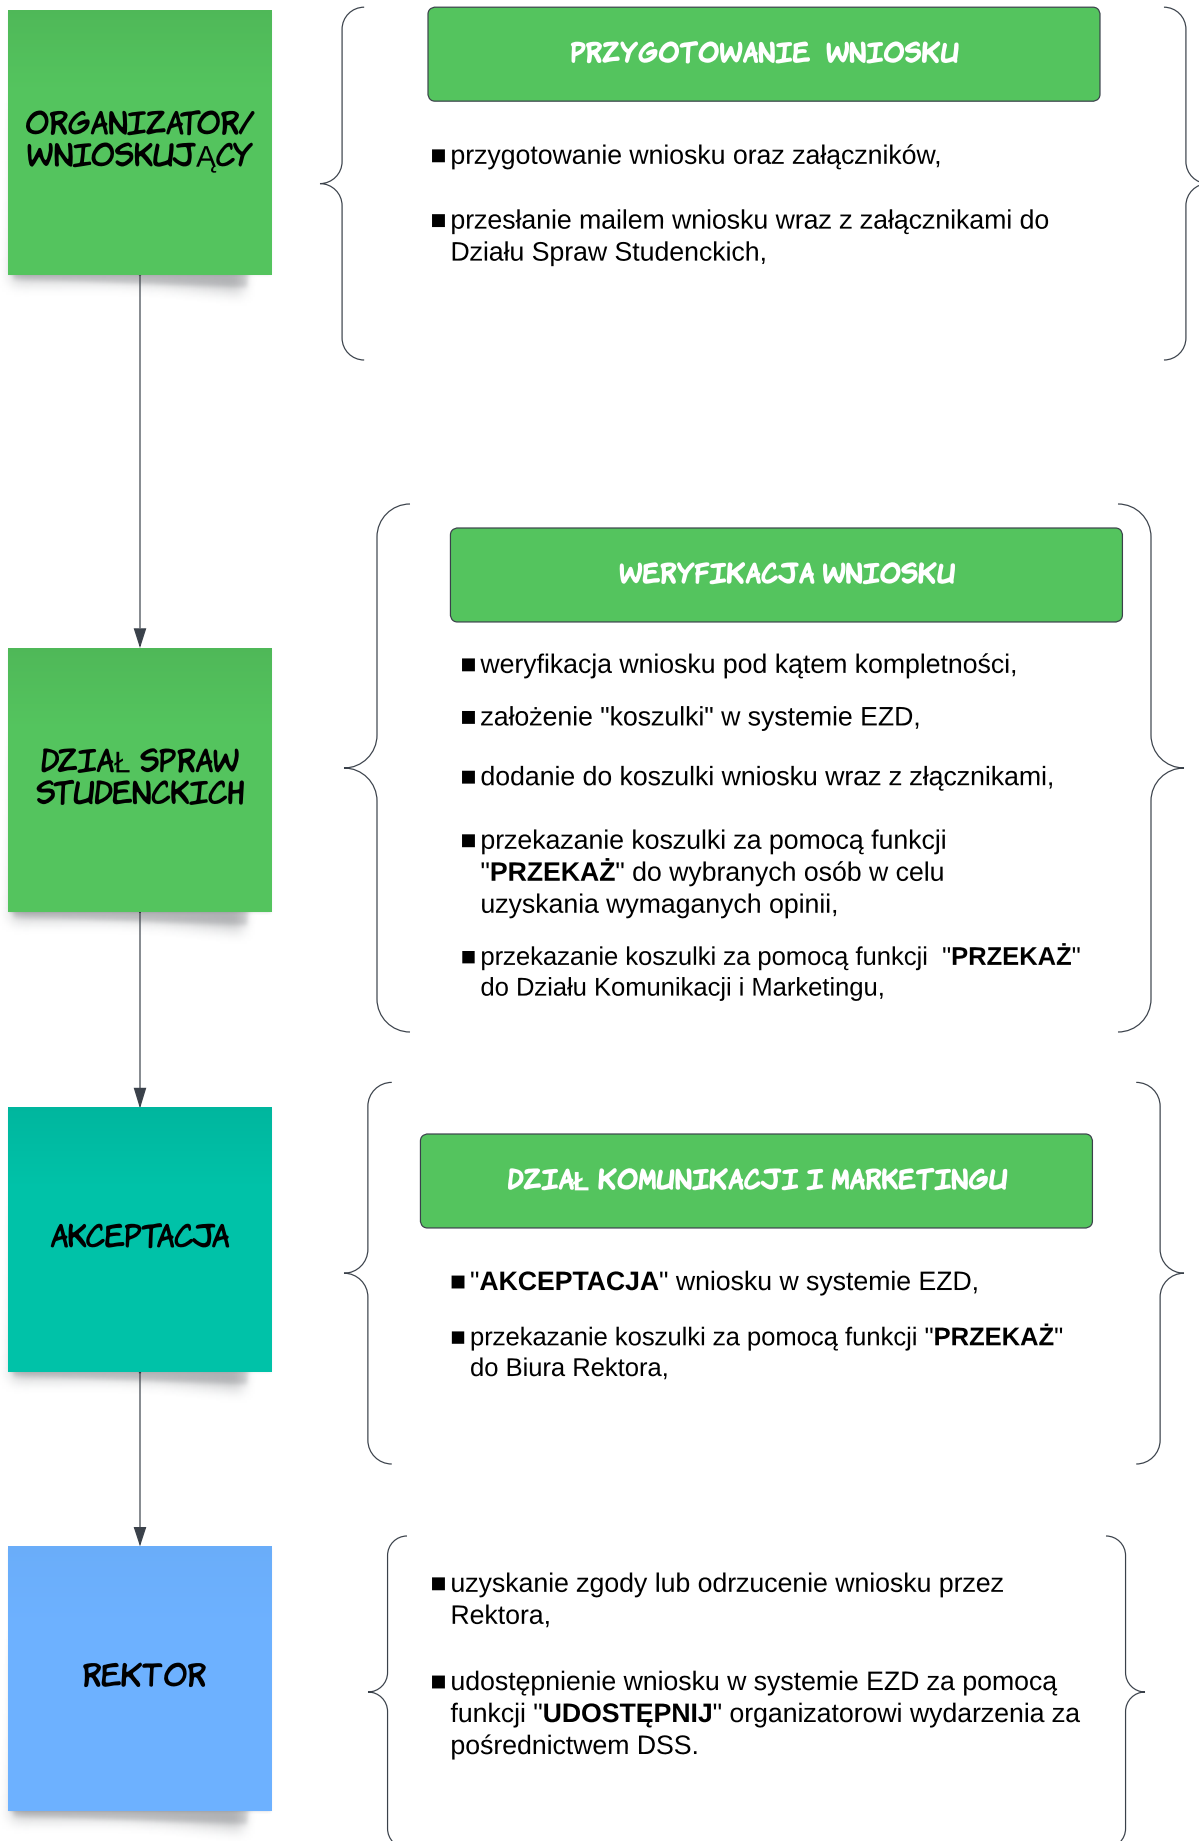 ORGANIZATOR/
WNIOSKUJĄCY
PRZYGOTOWANIE WNIOSKU
■ przygotowanie wniosku oraz załączników,
■ przesłanie mailem wniosku wraz z załącznikami do
Działu Spraw Studenckich,
DZIAŁ SPRAW
STUDENCKICH
WERYFIKACJA WNIOSKU
■ weryfikacja wniosku pod kątem kompletności,
■ założenie "koszulki" w systemie EZD,
■ dodanie do koszulki wniosku wraz z złącznikami,
■ przekazanie koszulki za pomocą funkcji
"PRZEKAŻ" do wybranych osób w celu
uzyskania wymaganych opinii,
■ przekazanie koszulki za pomocą funkcji "PRZEKAŻ"
do Działu Komunikacji i Marketingu,
AKCEPTACJA
DZIAŁ KOMUNIKACJI I MARKETINGU
■ "AKCEPTACJA" wniosku w systemie EZD,
■ przekazanie koszulki za pomocą funkcji "PRZEKAŻ"
do Biura Rektora,
REKTOR
■ uzyskanie zgody lub odrzucenie wniosku przez
Rektora,
■ udostępnienie wniosku w systemie EZD za pomocą
funkcji "UDOSTĘPNIJ" organizatorowi wydarzenia za
pośrednictwem DSS.